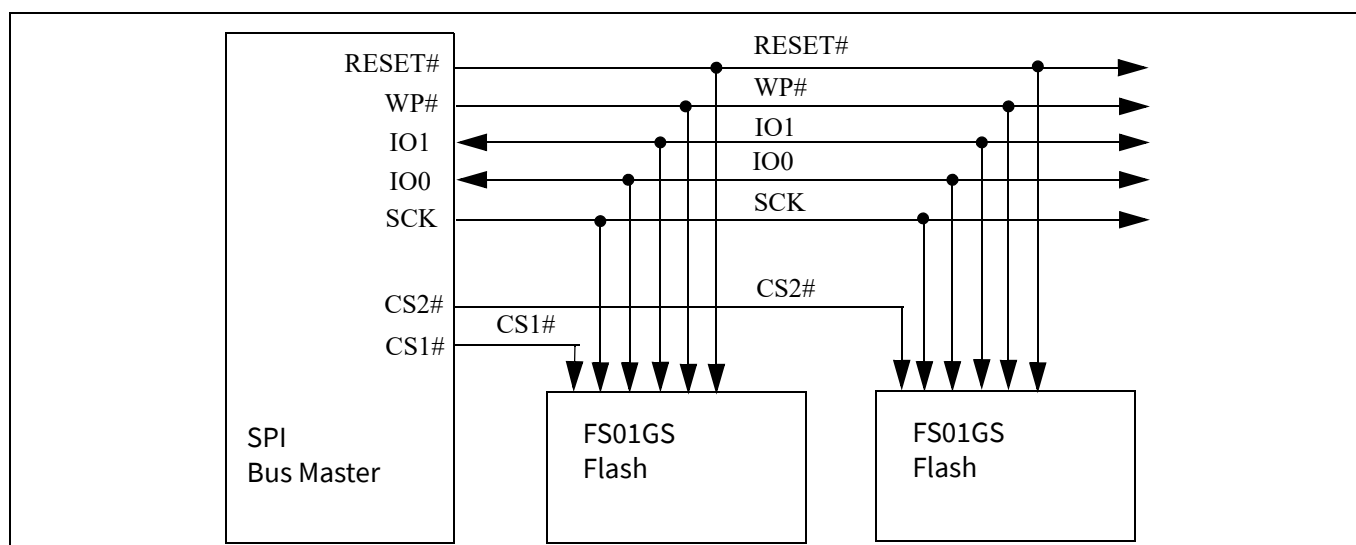 RESET#
RESET#
WP#
WP#
IO1
IO1
IO0
IO0
SCK
SCK
CS2#
CS2#
CS1#
CS1#
SPI
Bus Master
FS01GS
Flash
FS01GS
Flash